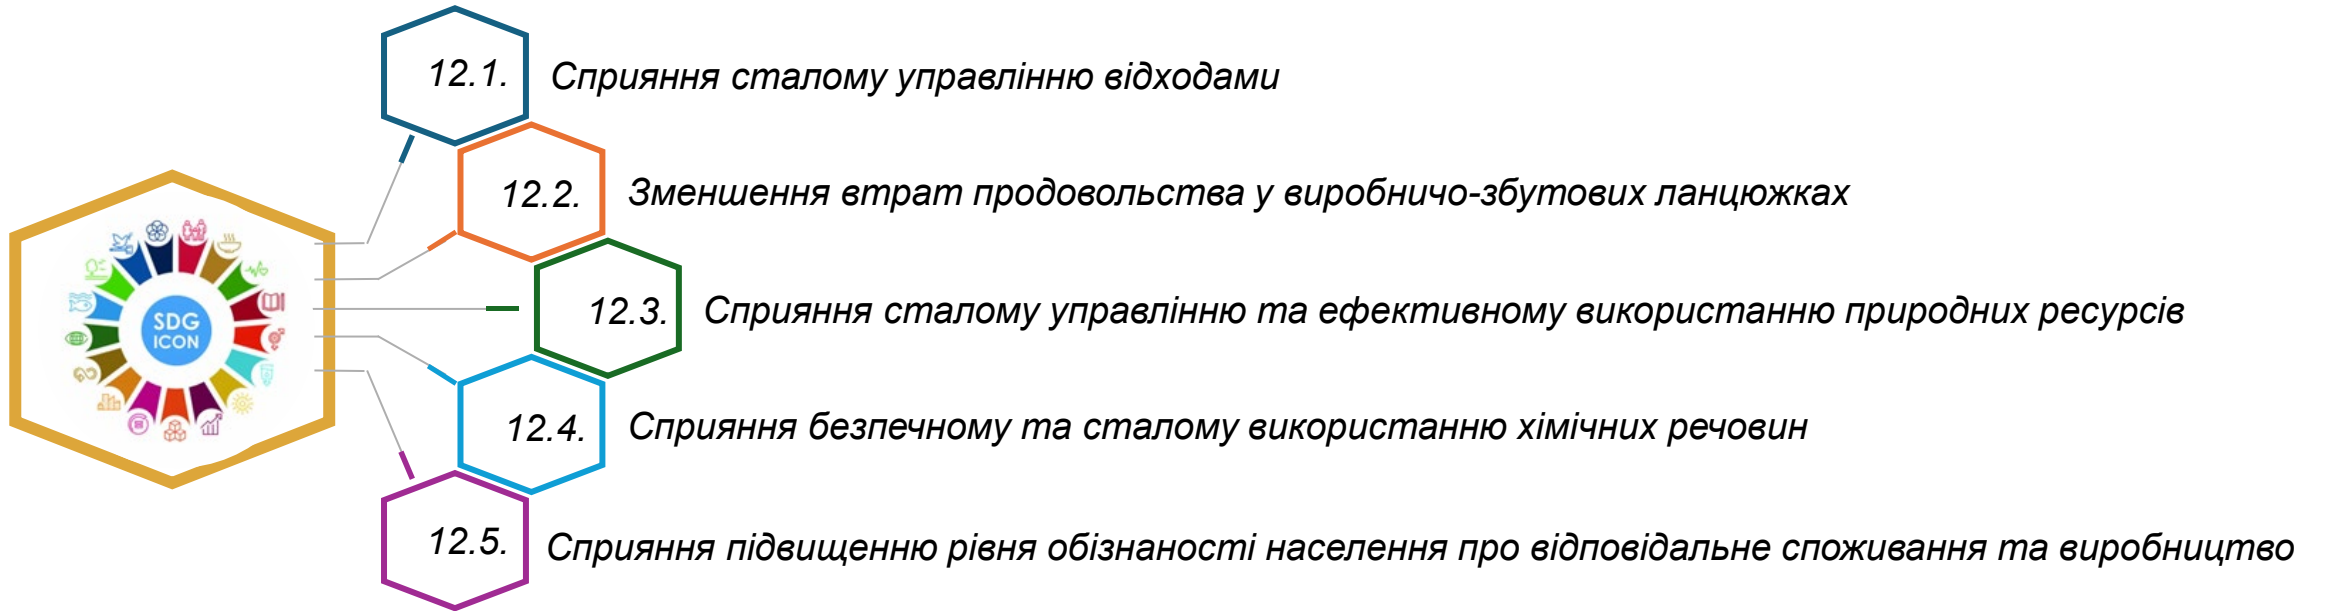 12.1. Сприяння сталому управлінню відходами
12.2. Зменшення втрат продовольства у виробничо-збутових ланцюжках
SDG
ICON
12.3. Сприяння сталому управлінню та ефективному використанню природних ресурсів
12.4. Сприяння безпечному та сталому використанню хімічних речовин
12.5. Сприяння підвищенню рівня обізнаності населення про відповідальне споживання та виробництво